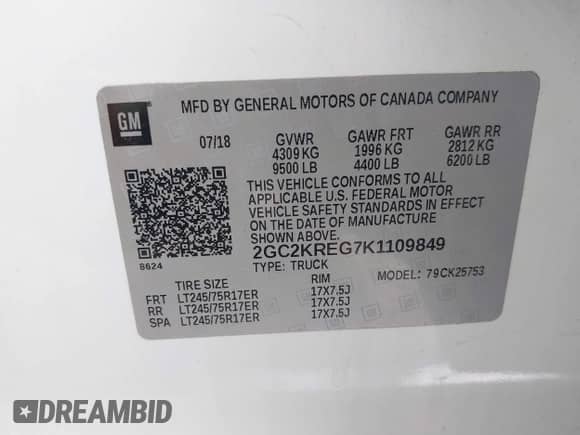 GM
MFD BY GENERAL MOTORS OF CANADA COMPANY
07/18 GVWR GAWR FRT GAWR RR
4309 KG 1996 KG 2812 KG
9500 LB 4400 LB 6200 LB
THIS VEHICLE CONFORMS TO ALL
APPLICABLE U.S. FEDERAL MOTOR
VEHICLE SAFETY STANDARDS IN EFFECT
ON THE DATE OF MANUFACTURE
SHOWN ABOVE.
2GC2KREG7K1109849
8624
TYPE: TRUCK MODEL: 79CK25753
TIRE SIZE RIM
FRT LT245/75R17ER 17X7.5J
RR LT245/75R17ER 17X7.5J
SPA LT245/75R17ER 17X7.5J
DREAMBID